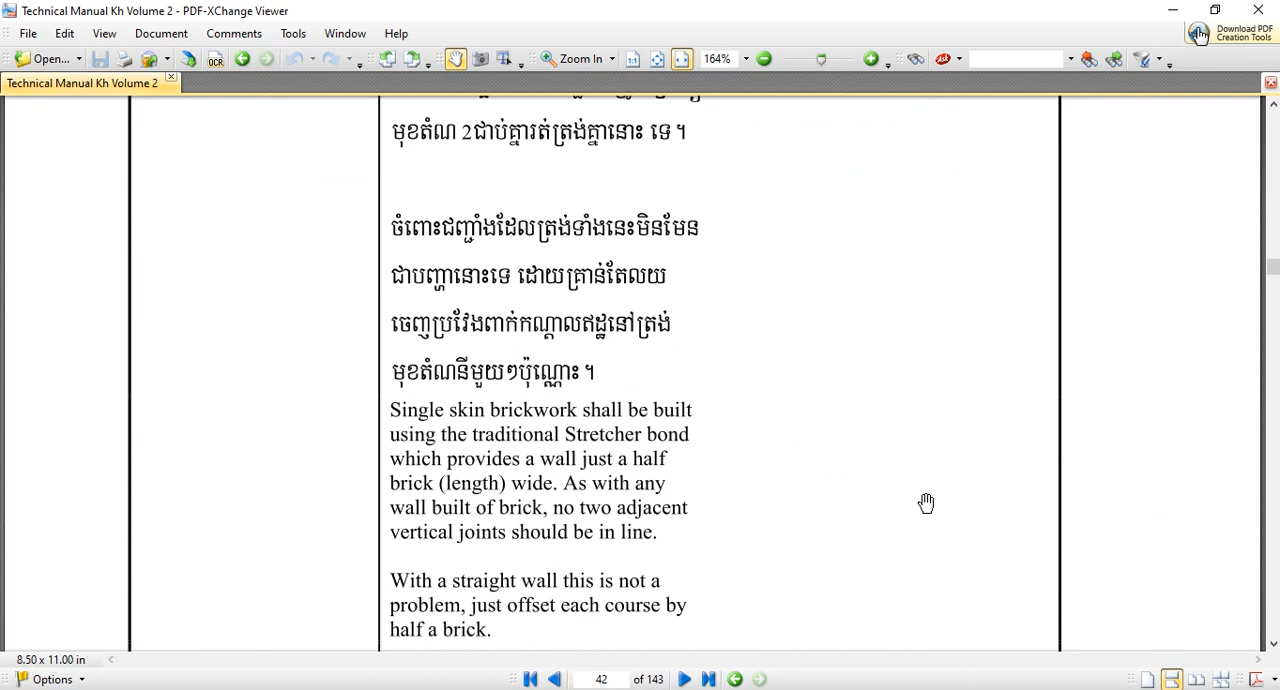 Technical Manual Kh Volume 2 - PDF-XChange Viewer
File Edit View Document Comments Tools Window Help
Download PDF
Creation Tools
Open... OCR Zoom In 1:1 164%
Technical Manual Kh Volume 2
មុខតំណ 2ជាប់គ្នារត់ត្រង់គ្នានោះ ទេ។
ចំពោះជញ្ជាំងដែលត្រង់ទាំងនេះមិនមែន
ជាបញ្ហានោះទេ ដោយគ្រាន់តែលយ
ចេញប្រវែងពាក់កណ្តាលឥដ្ឋនៅត្រង់
មុខតំណនីមួយៗប៉ុណ្ណោះ។
Single skin brickwork shall be built
using the traditional Stretcher bond
which provides a wall just a half
brick (length) wide. As with any
wall built of brick, no two adjacent
vertical joints should be in line.
With a straight wall this is not a
problem, just offset each course by
half a brick.
8.50 x 11.00 in
Options 42 of 143